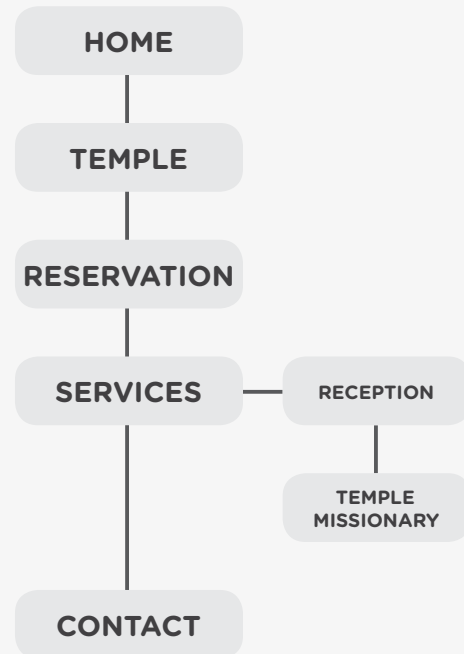 HOME
TEMPLE
RESERVATION
SERVICES
RECEPTION
TEMPLE
MISSIONARY
CONTACT